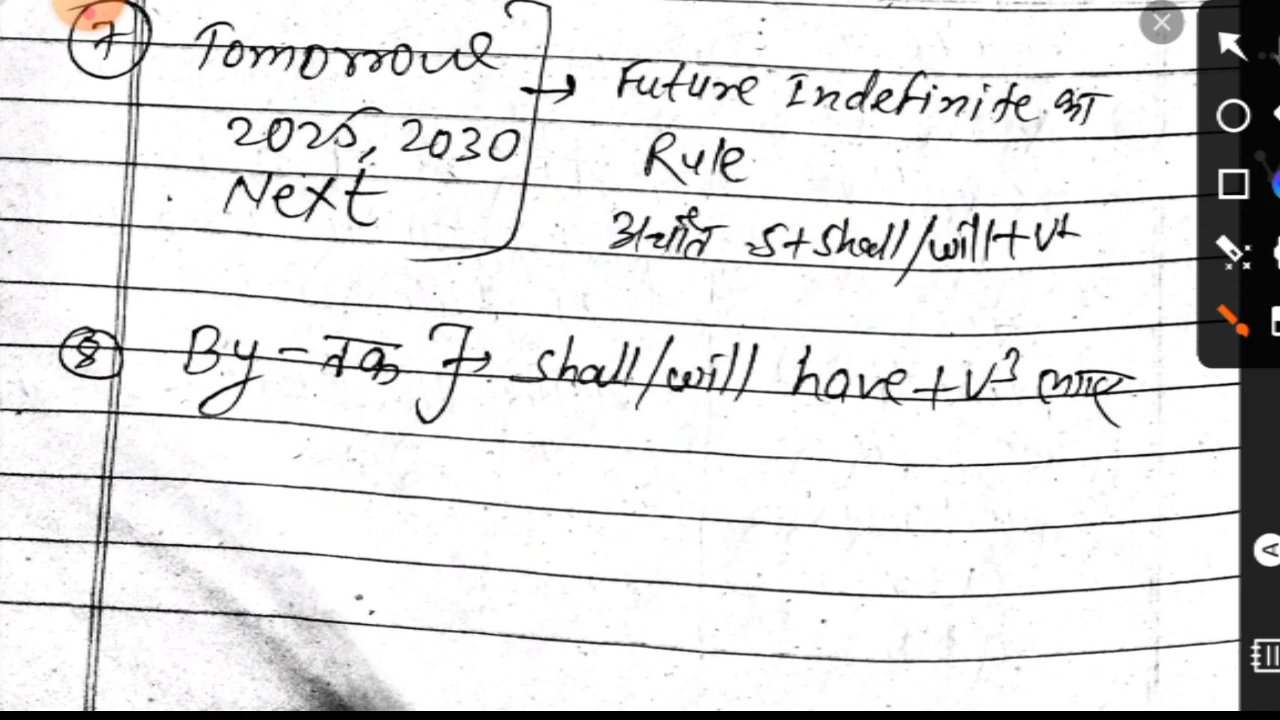 7 Tomorrow → Future Indefinite का
2025, 2030 Rule
Next अर्थात S+shall/will+V1
8 By - तक → shall/will have+V3